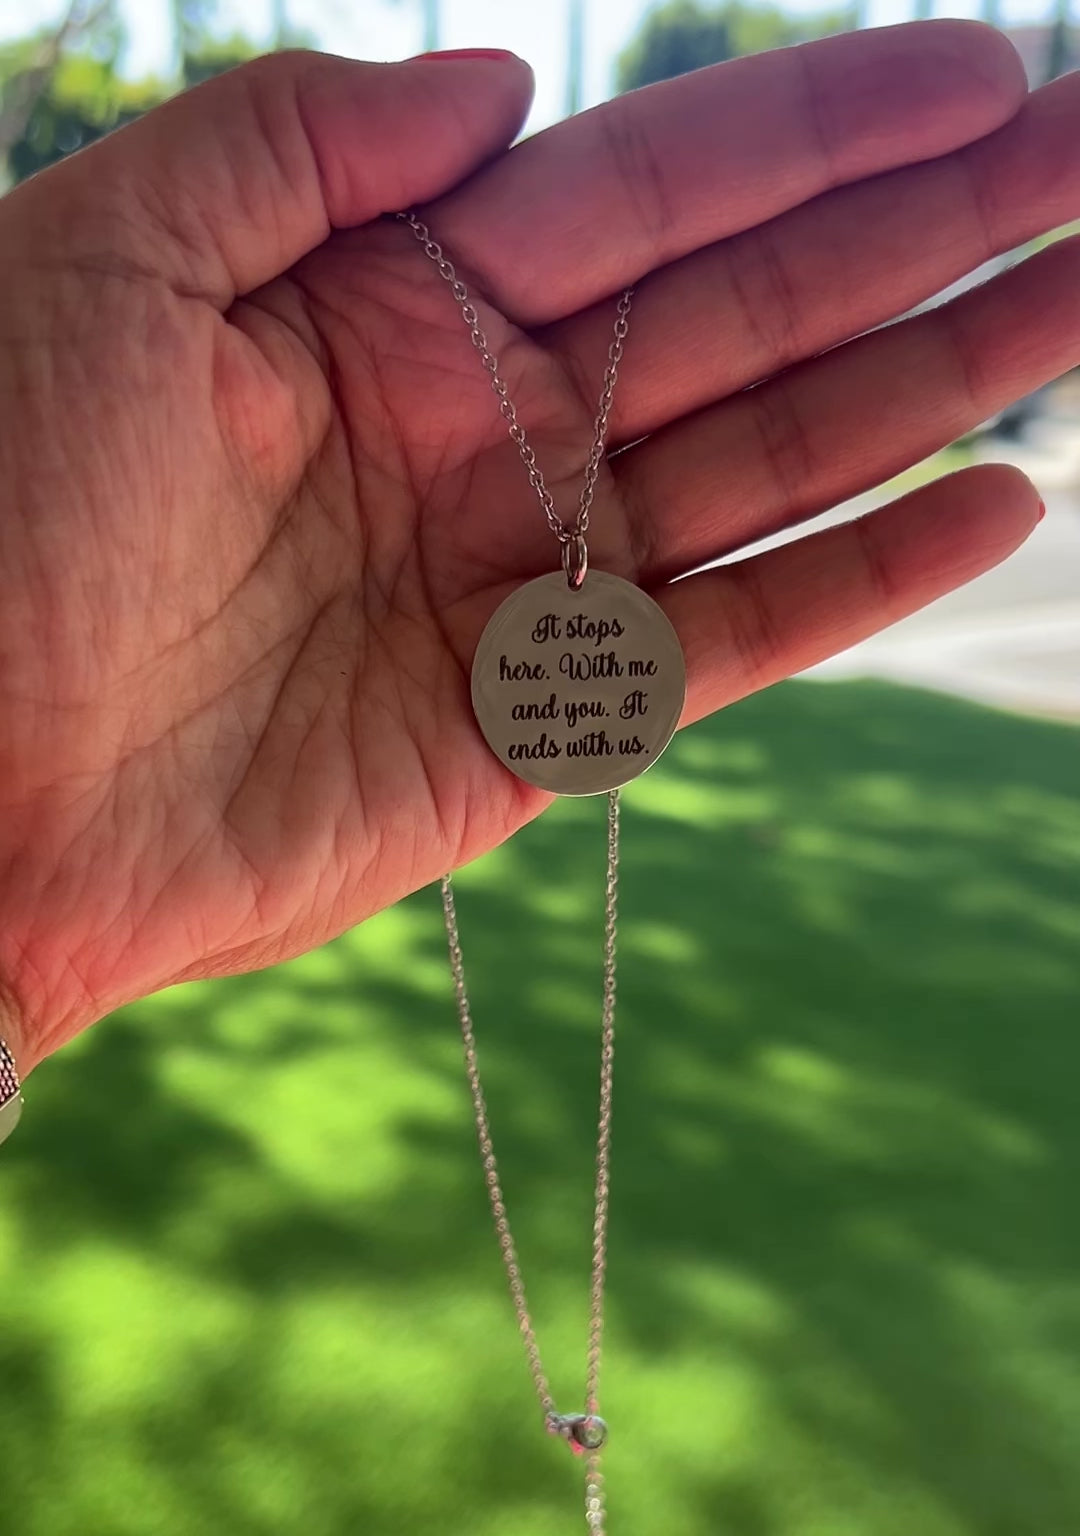 It stops
here. With me
and you. It
ends with us.